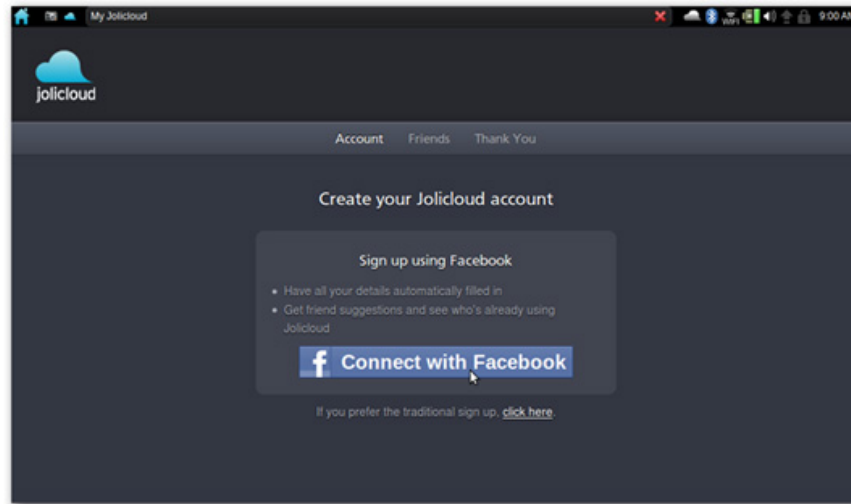 My Jolicloud
WiFi
9:00 AM
jolicloud
Account Friends Thank You
Create your Jolicloud account
Sign up using Facebook
Have all your details automatically filled in
Get friend suggestions and see who's already using
Jolicloud
f Connect with Facebook
If you prefer the traditional sign up, click here.